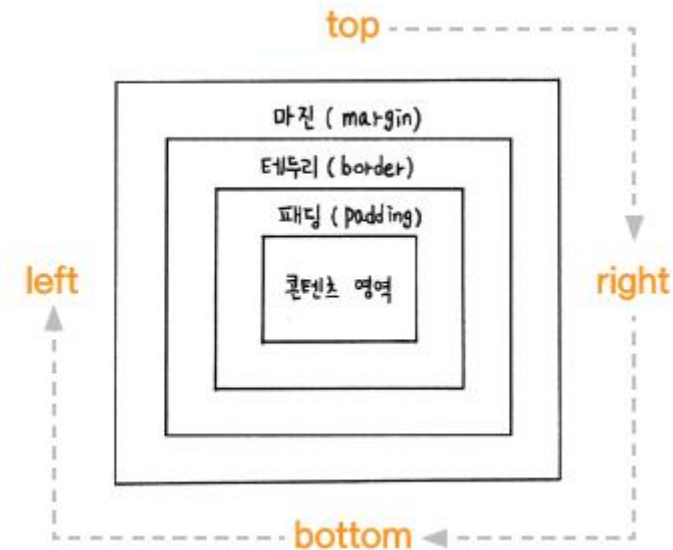 top
마진 ( margin)
테두리 ( border)
패딩 ( padding)
콘텐츠 영역
left
right
bottom